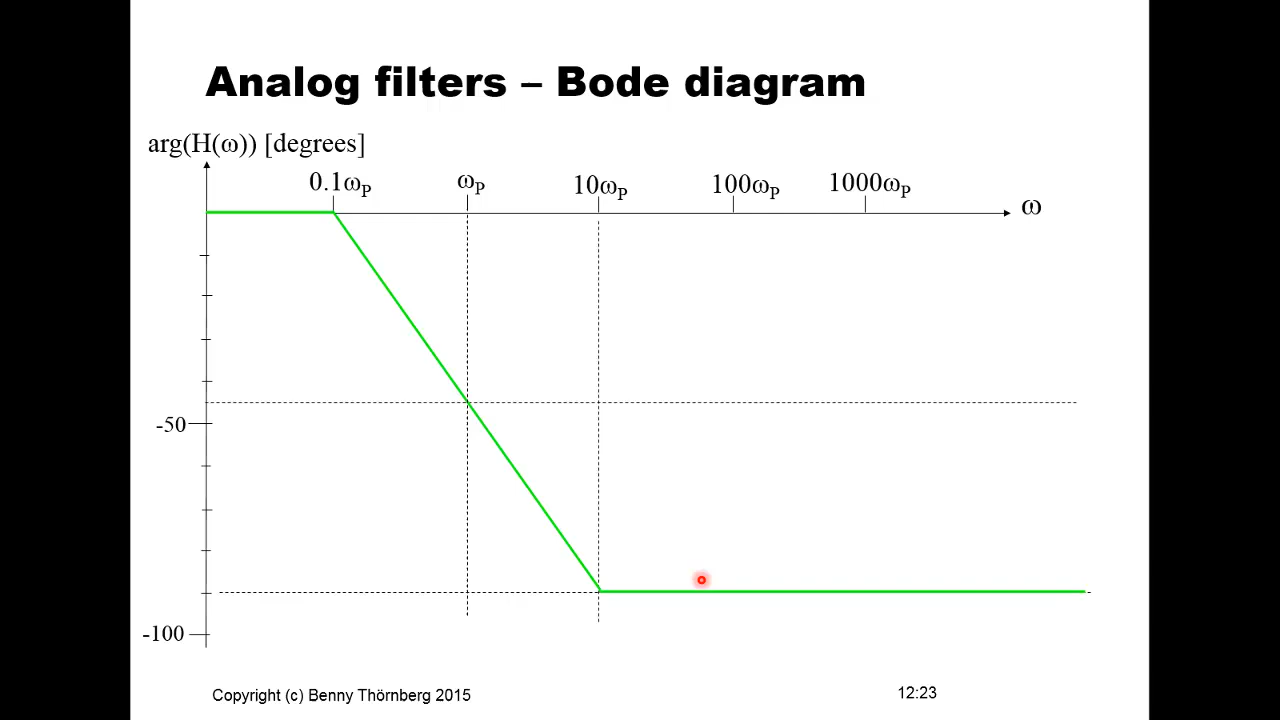 Analog filters – Bode diagram
arg(H(ω)) [degrees]
0.1ωP ωP 10ωP 100ωP 1000ωP
ω
-50
-100
Copyright (c) Benny Thörnberg 2015
12:23